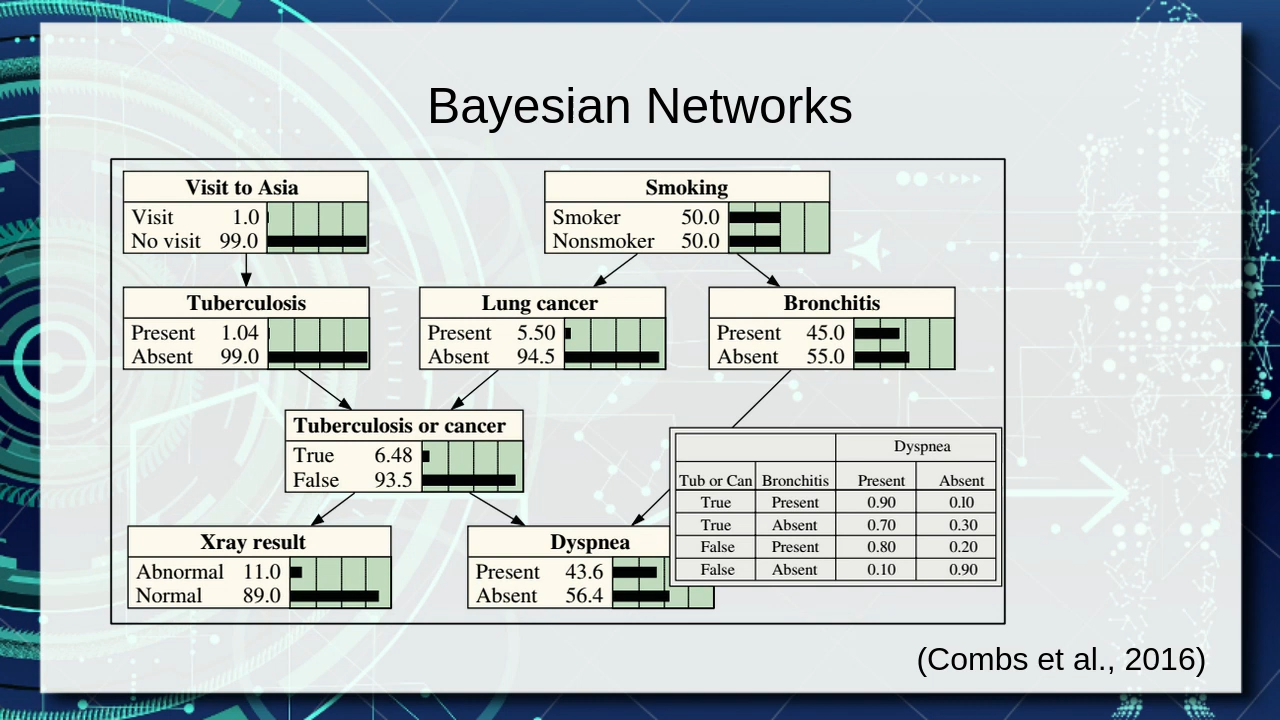 Bayesian Networks
Visit to Asia
Visit 1.0
No visit 99.0
Smoking
Smoker 50.0
Nonsmoker 50.0
Tuberculosis
Present 1.04
Absent 99.0
Lung cancer
Present 5.50
Absent 94.5
Bronchitis
Present 45.0
Absent 55.0
Tuberculosis or cancer
True 6.48
False 93.5
Dyspnea
Tub or Can Bronchitis Present Absent
True Present 0.90 0.l0
True Absent 0.70 0.30
False Present 0.80 0.20
False Absent 0.10 0.90
Xray result
Abnormal 11.0
Normal 89.0
Dyspnea
Present 43.6
Absent 56.4
(Combs et al., 2016)